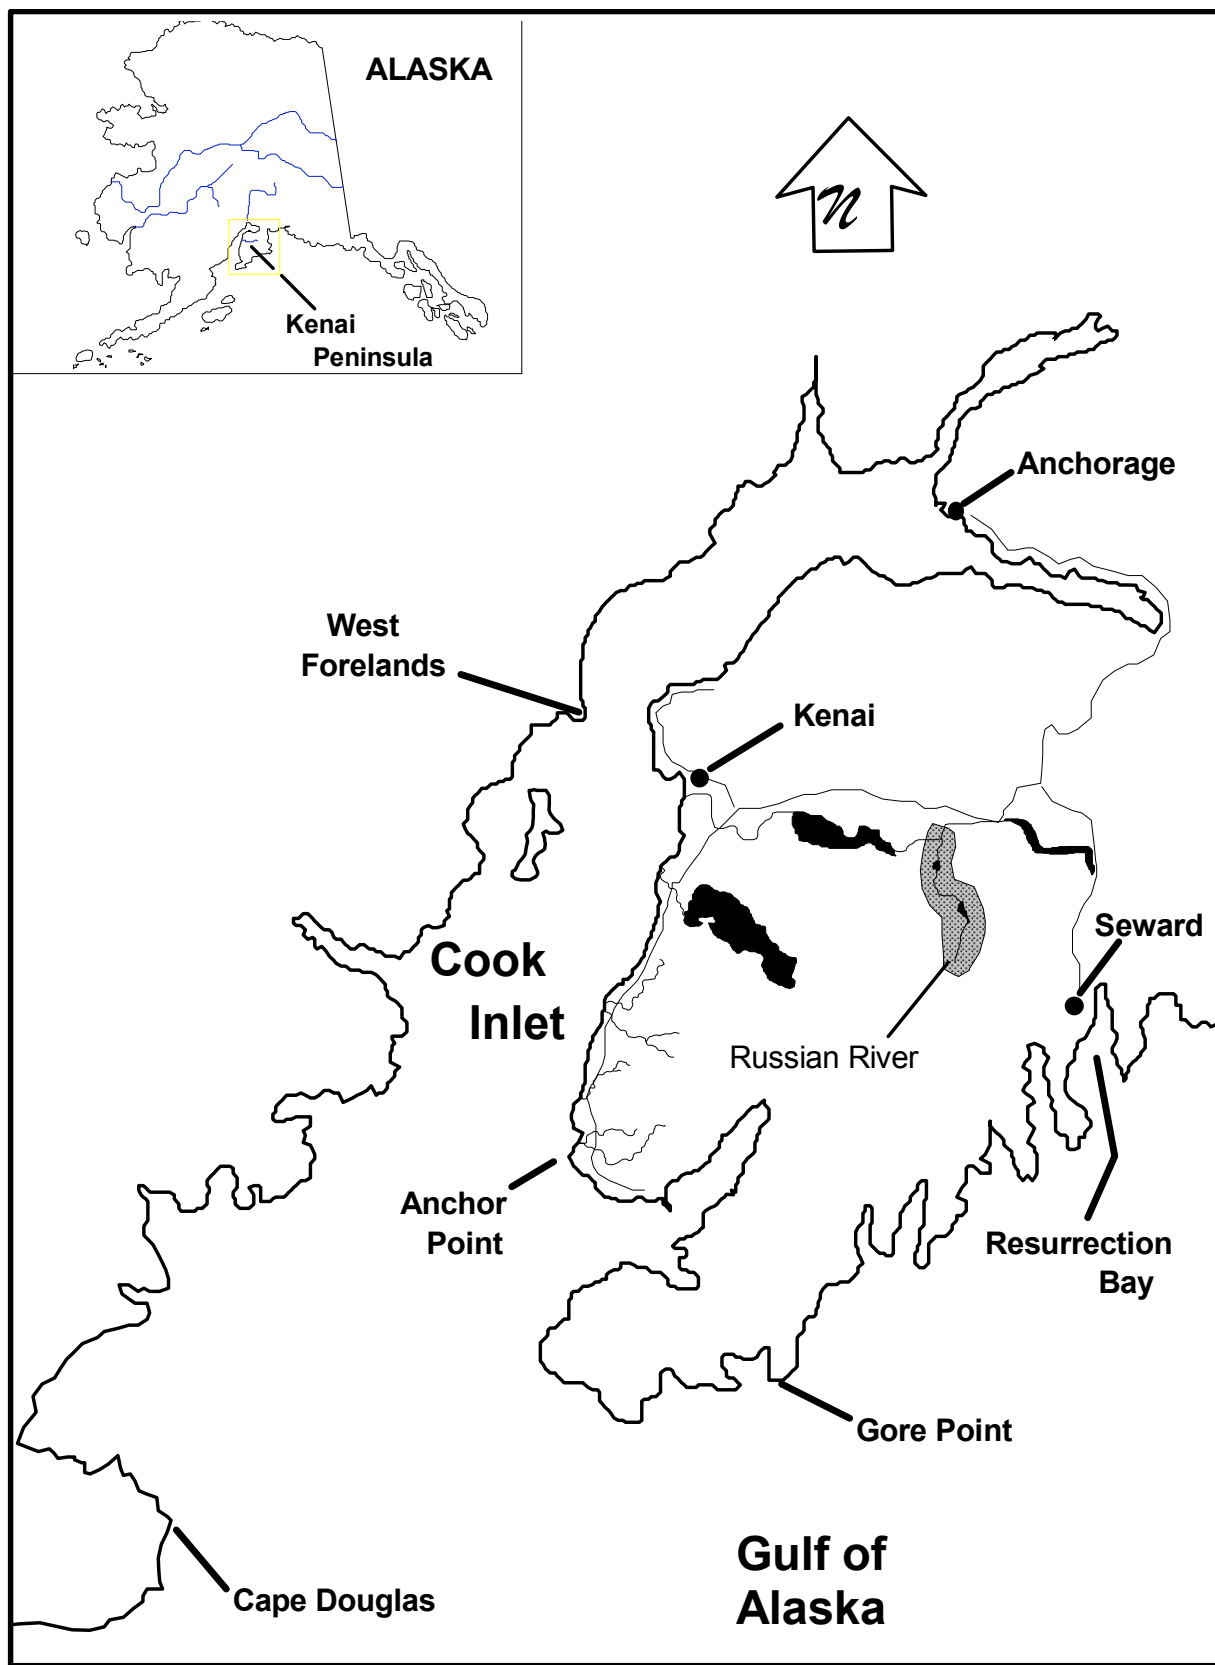 ALASKA
Kenai
Peninsula
n
Anchorage
West
Forelands
Kenai
Seward
Cook
Inlet
Russian River
Anchor
Point
Resurrection
Bay
Gore Point
Gulf of
Alaska
Cape Douglas